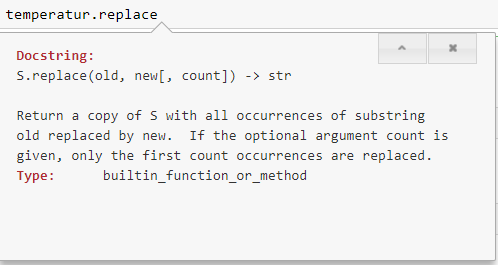 temperatur.replace
Docstring:
S.replace(old, new[, count]) -> str
Return a copy of S with all occurrences of substring
old replaced by new.  If the optional argument count is
given, only the first count occurrences are replaced.
Type:      builtin_function_or_method